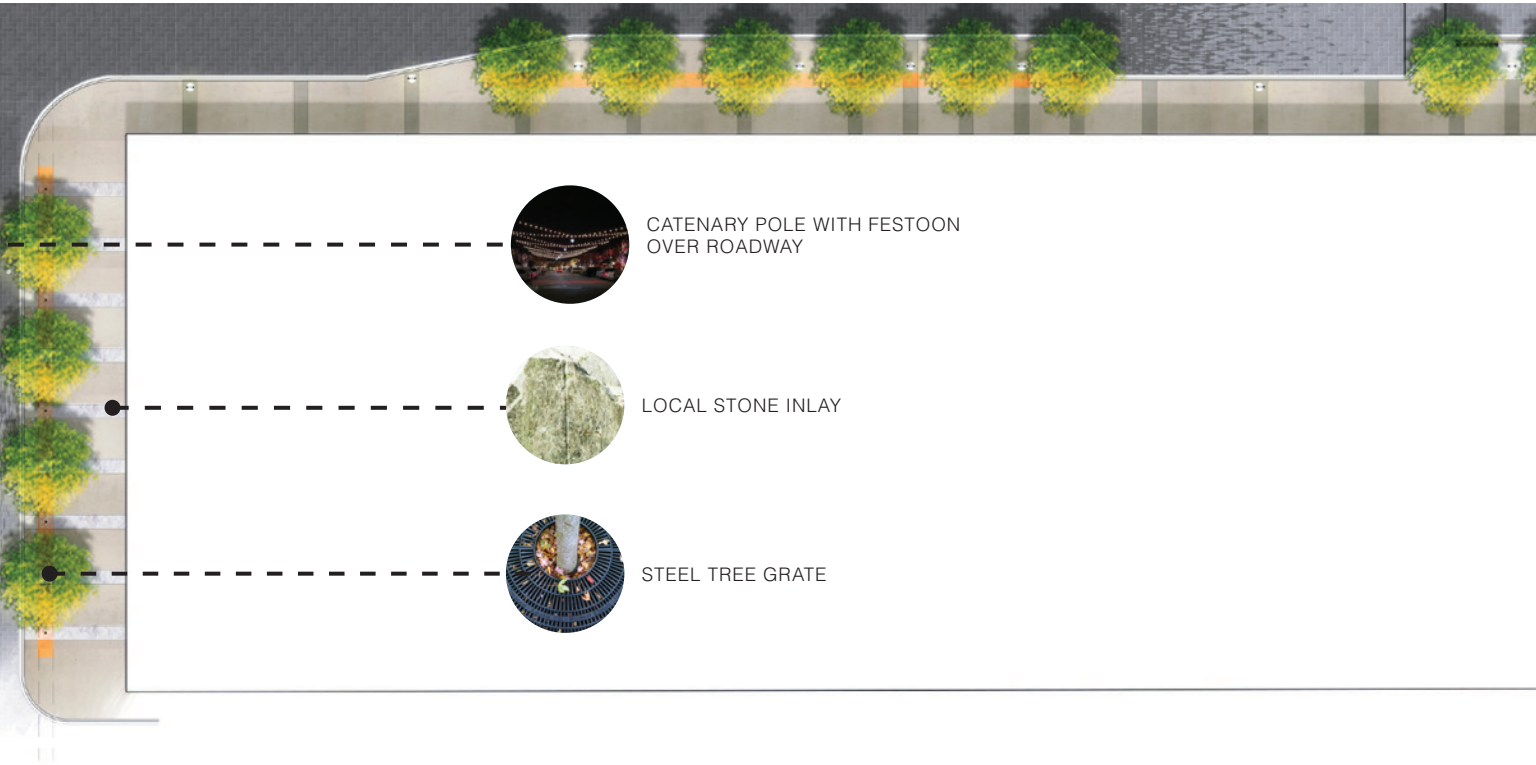 CATENARY POLE WITH FESTOON
OVER ROADWAY
LOCAL STONE INLAY
STEEL TREE GRATE